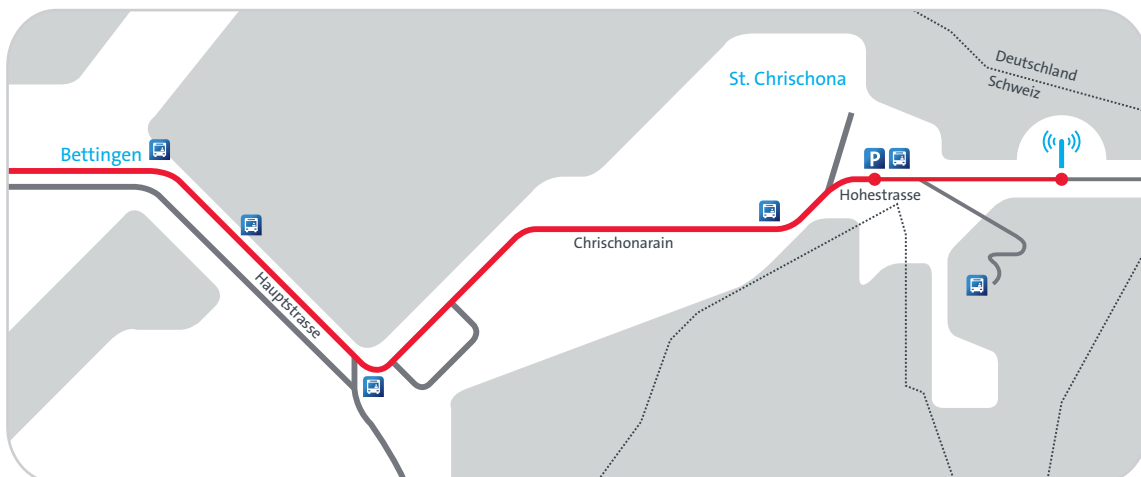 Deutschland
Schweiz
St. Chrischona
Bettingen
P
Hohestrasse
Chrischonarain
Hauptstrasse